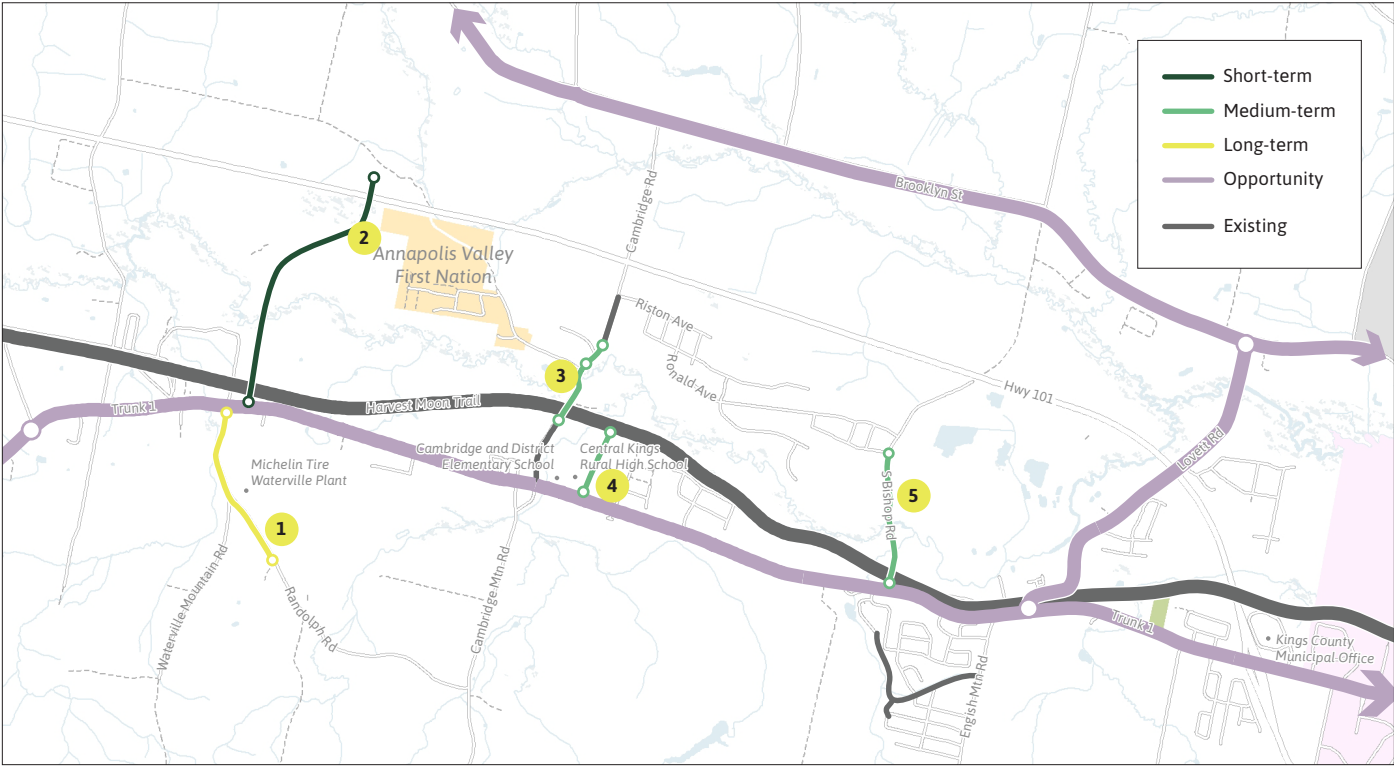 Short-term
Medium-term
Long-term
Opportunity
Existing
Brooklyn St
Cambridge Rd
2
Annapolis Valley
First Nation
Riston Ave
Ronald Ave
Hwy 101
3
Trunk 1
Harvest Moon Trail
Cambridge and District
Elementary School
Central Kings
Rural High School
Lovett Rd
Michelin Tire
Waterville Plant
4
5
S Bishop Rd
1
Waterville Mountain Rd
Randolph Rd
Cambridge Mtn Rd
Engish Mtn Rd
Trunk 1
Kings County
Municipal Office